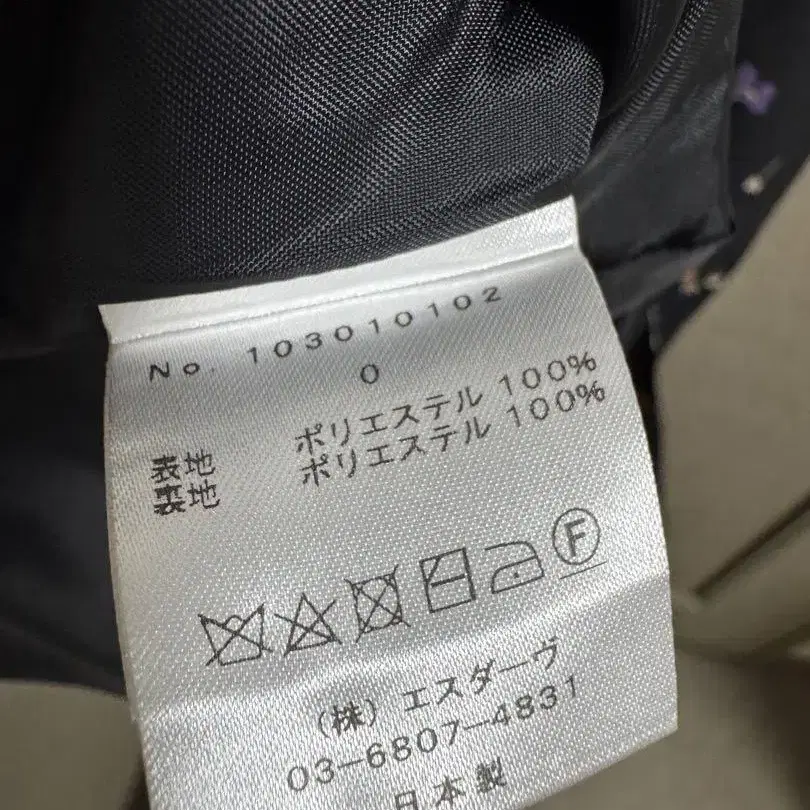 No. 103010102
0
表地 ポリエステル 100%
裏地 ポリエステル 100%
F
(株) エスダーヴ
03-6807-4831
日本製